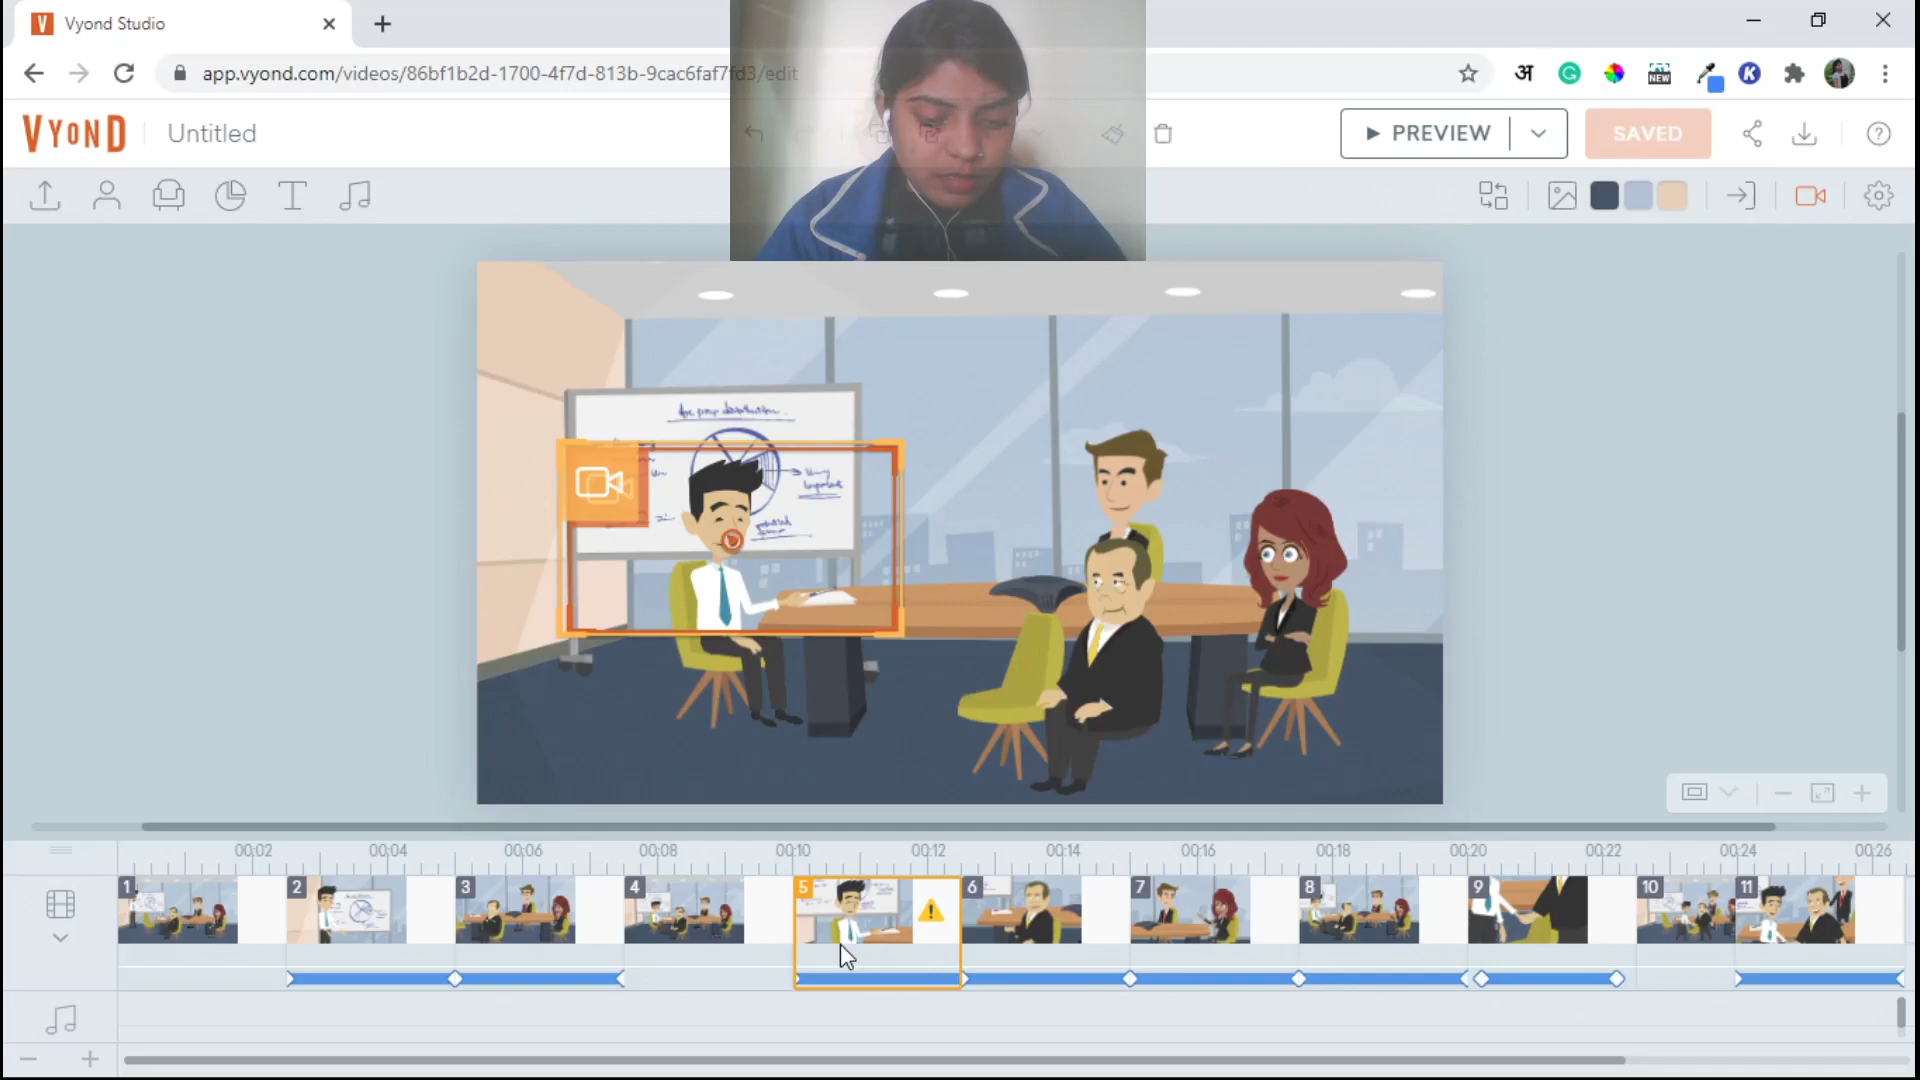 Vyond Studio
app.vyond.com/videos/86bf1b2d-1700-4f7d-813b-9cac6faf7fd3/edit
अ
G
NEW
K
VYOND
Untitled
PREVIEW
SAVED
00:02 00:04 00:06 00:08 00:10 00:12 00:14 00:16 00:18 00:20 00:22 00:24 00:26
1 2 3 4 5 6 7 8 9 10 11